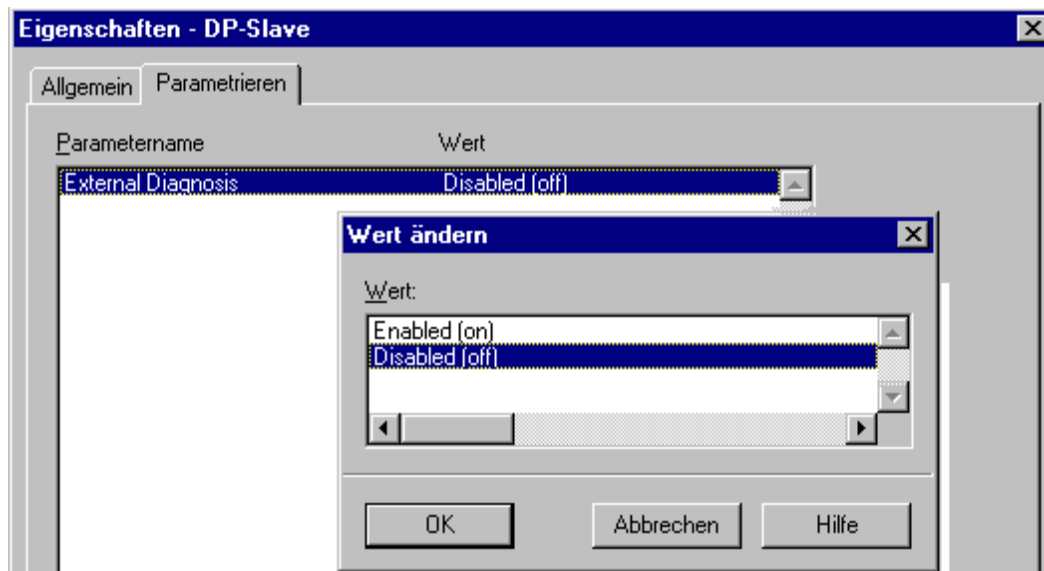 Eigenschaften - DP-Slave
Allgemein Parametrieren
Parametername Wert
External Diagnosis Disabled (off)
Wert ändern
Wert:
Enabled (on)
Disabled (off)
OK Abbrechen Hilfe